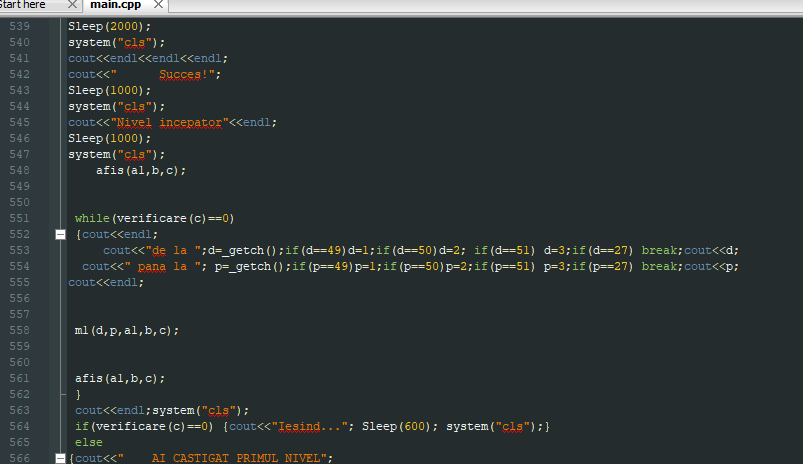 Start here main.cpp
539 Sleep(2000);
540 system("cls");
541 cout<<endl<<endl<<endl;
542 cout<<"      Succes!";
543 Sleep(1000);
544 system("cls");
545 cout<<"Nivel incepator"<<endl;
546 Sleep(1000);
547 system("cls");
548     afis(a1,b,c);
549
550
551  while(verificare(c)==0)
552  {cout<<endl;
553      cout<<"de la ";d=_getch();if(d==49)d=1;if(d==50)d=2; if(d==51) d=3;if(d==27) break;cout<<d;
554   cout<<" pana la "; p=_getch();if(p==49)p=1;if(p==50)p=2;if(p==51) p=3;if(p==27) break;cout<<p;
555 cout<<endl;
556
557
558  m1(d,p,a1,b,c);
559
560
561  afis(a1,b,c);
562  }
563  cout<<endl;system("cls");
564  if(verificare(c)==0) {cout<<"Iesind..."; Sleep(600); system("cls");}
565  else
566 {cout<<"    AI CASTIGAT PRIMUL NIVEL";